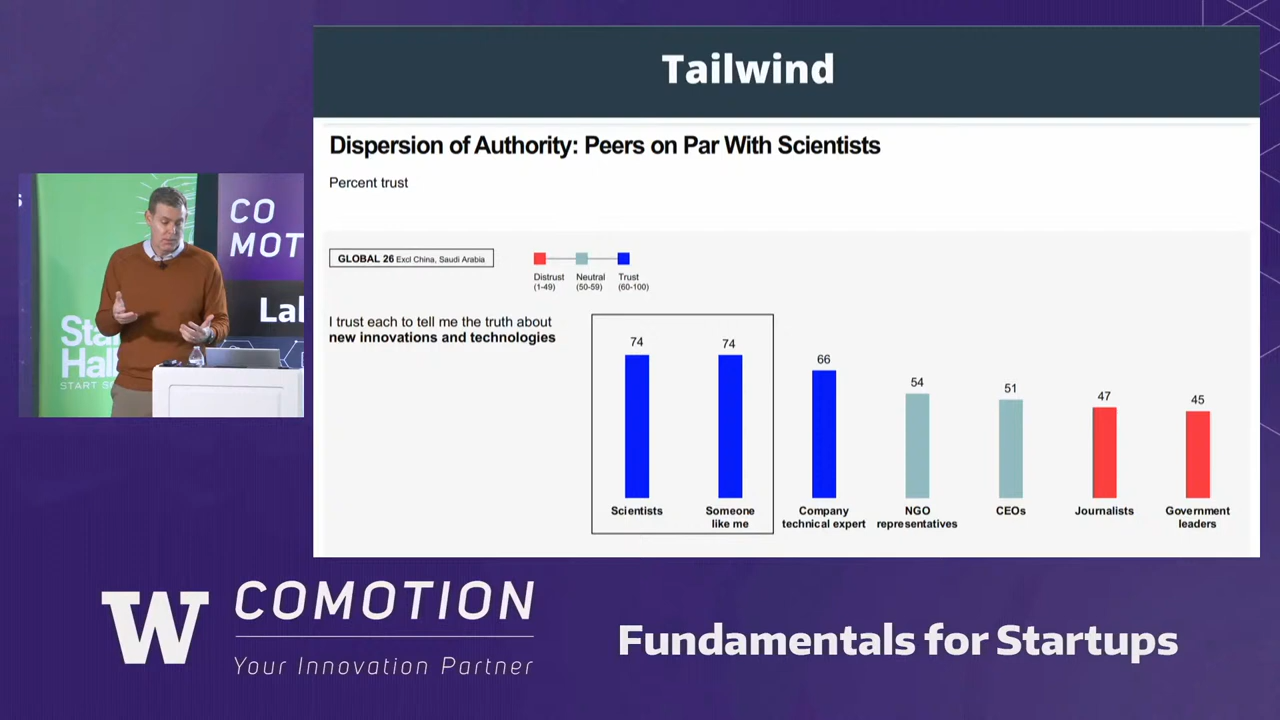 Tailwind
Dispersion of Authority: Peers on Par With Scientists
Percent trust
GLOBAL 26 Excl China, Saudi Arabia
Distrust
(1-49)
Neutral
(50-59)
Trust
(60-100)
I trust each to tell me the truth about
new innovations and technologies
74
74
66
54
51
47
45
Scientists
Someone
like me
Company
technical expert
NGO
representatives
CEOs
Journalists
Government
leaders
CO
MOT
Lal
Sta
Hal
START S
W
COMOTION
Your Innovation Partner
Fundamentals for Startups